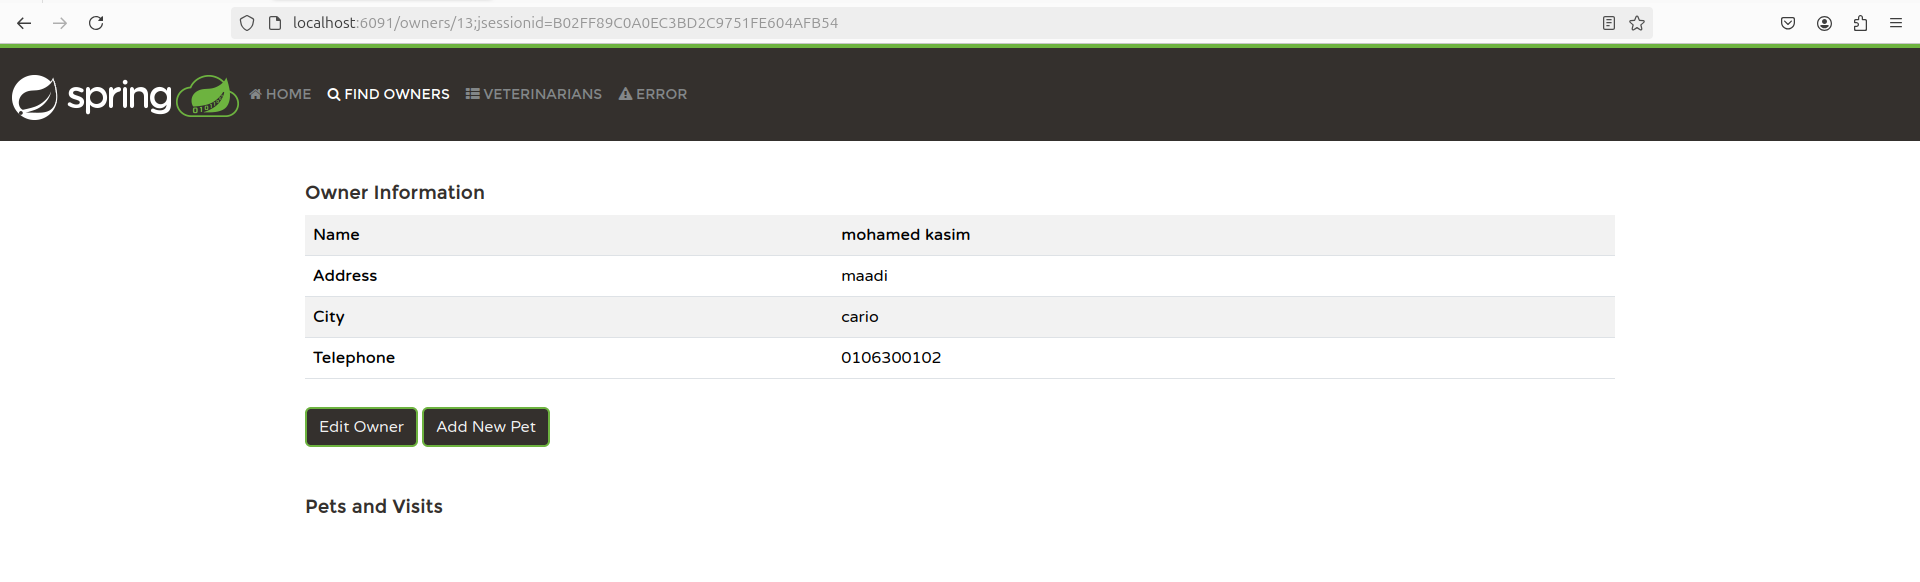 localhost:6091/owners/13;jsessionid=B02FF89C0A0EC3BD2C9751FE604AFB54
spring HOME FIND OWNERS VETERINARIANS ERROR
Owner Information
Name mohamed kasim
Address maadi
City cario
Telephone 0106300102
Edit Owner Add New Pet
Pets and Visits